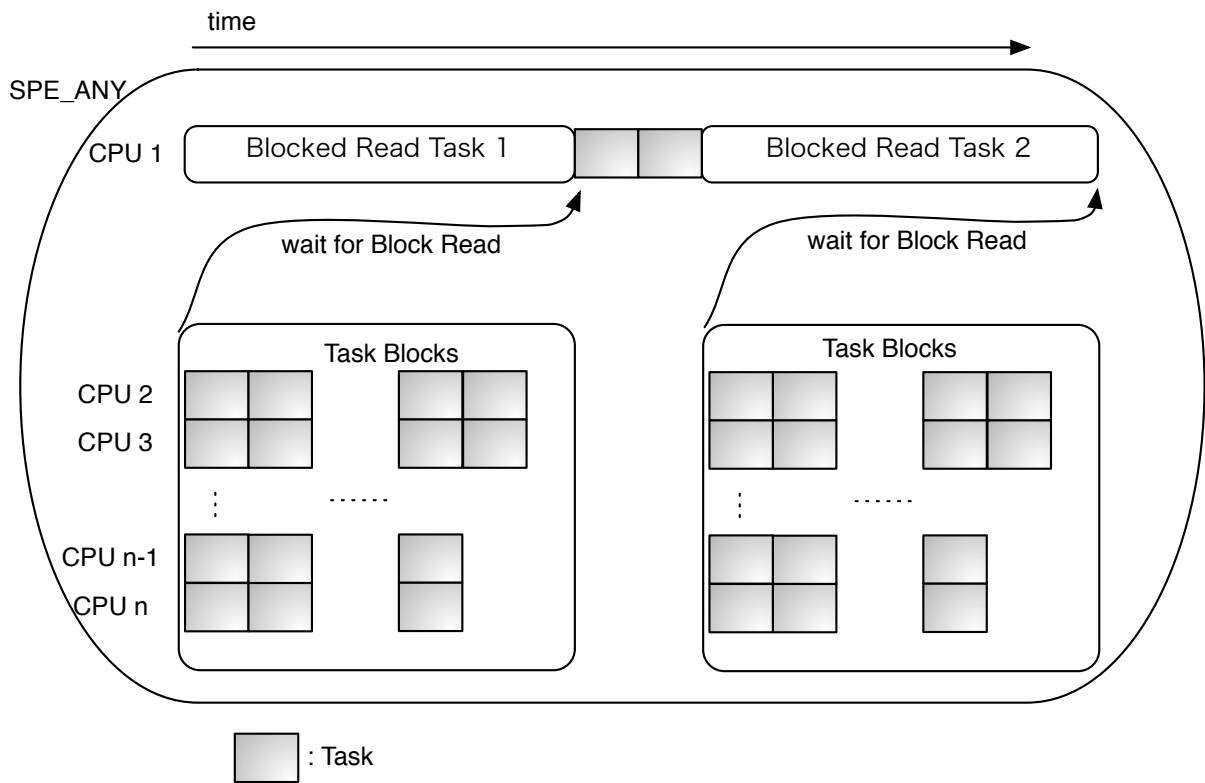 time
SPE_ANY
CPU 1
Blocked Read Task 1
Blocked Read Task 2
wait for Block Read
wait for Block Read
Task Blocks
Task Blocks
CPU 2
CPU 3
CPU n-1
CPU n
: Task